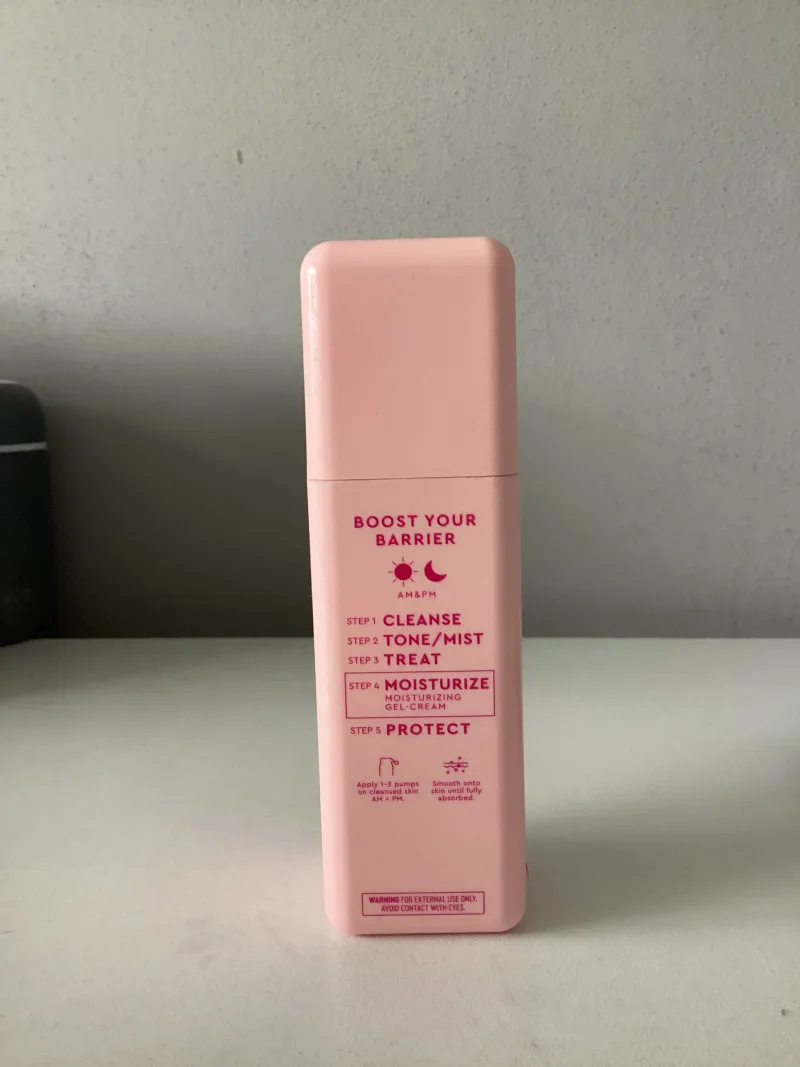 BOOST YOUR
BARRIER
AM&PM
STEP 1 CLEANSE
STEP 2 TONE/MIST
STEP 3 TREAT
STEP 4 MOISTURIZE
MOISTURIZING
GEL-CREAM
STEP 5 PROTECT
Apply 1-2 pumps
on cleansed skin
AM + PM.
Smooth onto
skin until fully
absorbed.
WARNING FOR EXTERNAL USE ONLY.
AVOID CONTACT WITH EYES.